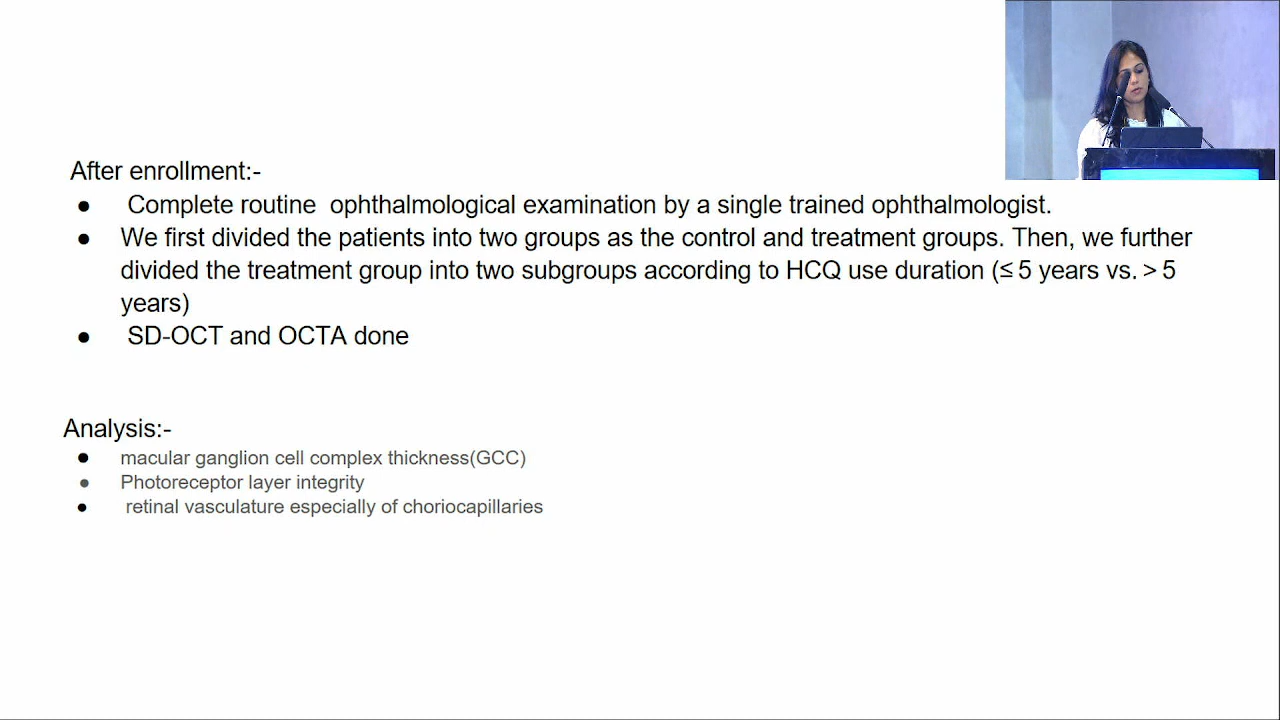 After enrollment:-
● Complete routine ophthalmological examination by a single trained ophthalmologist.
● We first divided the patients into two groups as the control and treatment groups. Then, we further
divided the treatment group into two subgroups according to HCQ use duration (≤ 5 years vs. > 5
years)
● SD-OCT and OCTA done
Analysis:-
● macular ganglion cell complex thickness(GCC)
● Photoreceptor layer integrity
● retinal vasculature especially of choriocapillaries